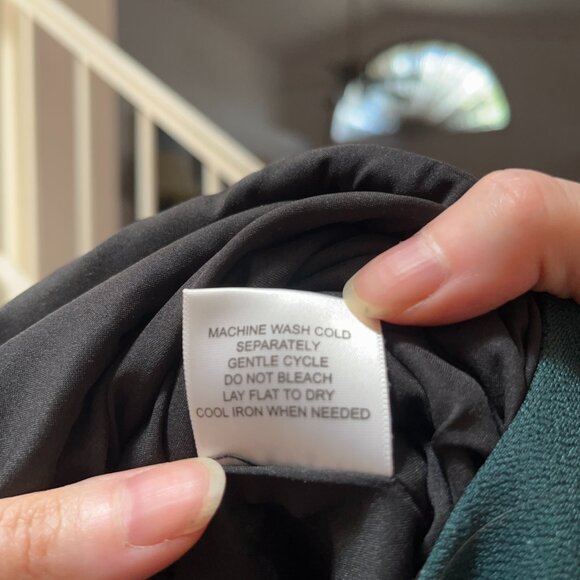 MACHINE WASH COLD
SEPARATELY
GENTLE CYCLE
DO NOT BLEACH
LAY FLAT TO DRY
COOL IRON WHEN NEEDED